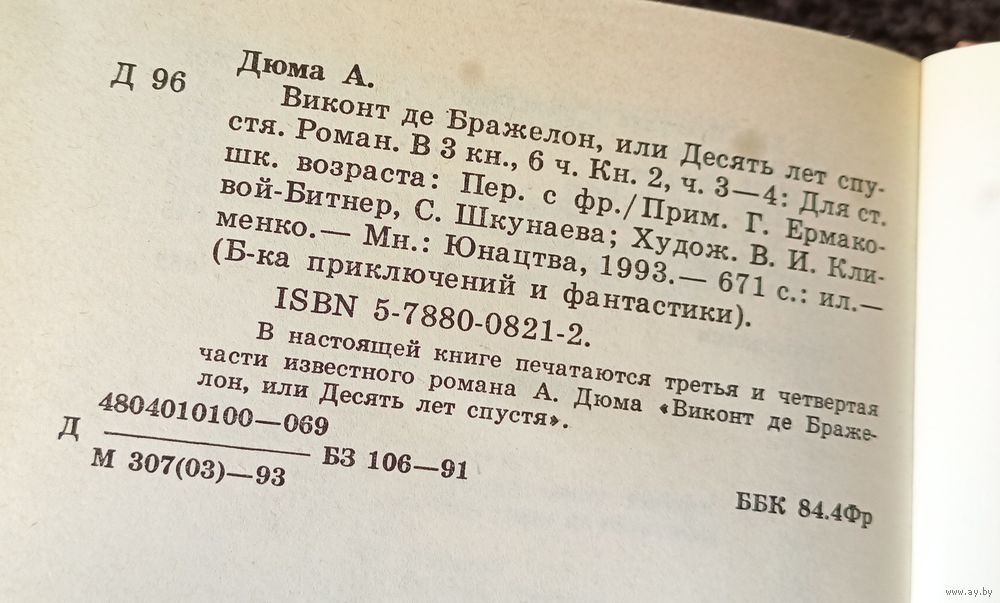 Дюма А.
Д 96
Виконт де Бражелон, или Десять лет спу-
стя. Роман. В 3 кн., 6 ч. Кн. 2, ч. 3—4: Для ст.
шк. возраста: Пер. с фр./Прим. Г. Ермако-
вой-Битнер, С. Шкунаева; Худож. В. И. Кли-
менко.— Мн.: Юнацтва, 1993.— 671 с.: ил.—
(Б-ка приключений и фантастики).
ISBN 5-7880-0821-2.
В настоящей книге печатаются третья и четвертая
части известного романа А. Дюма «Виконт де Браже-
лон, или Десять лет спустя».
4804010100—069
Д БЗ 106—91
М 307(03)—93
ББК 84.4Фр
www.ay.by